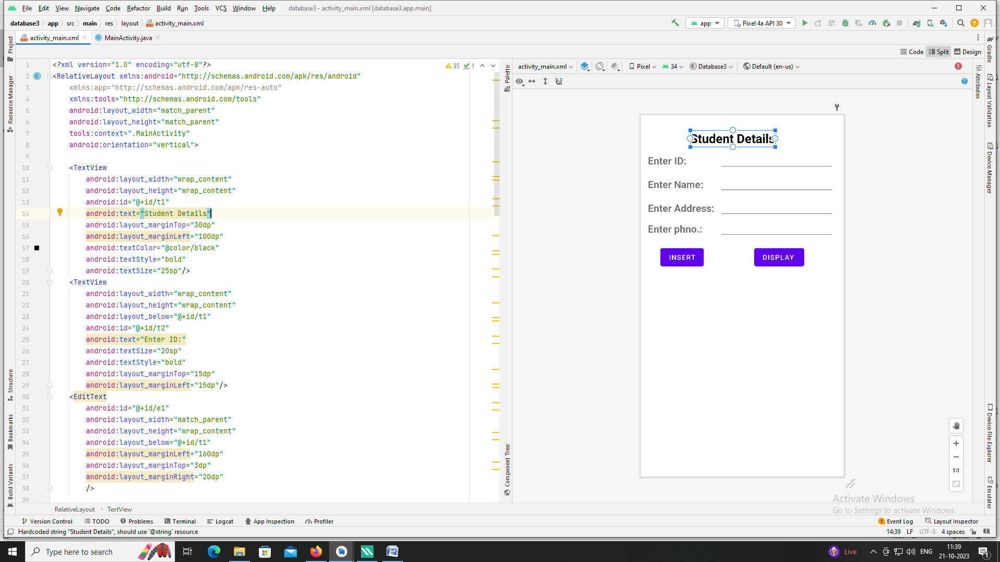 File Edit View Navigate Code Refactor Build Run Tools VCS Window Help database3 - activity_main.xml [database3.app.main]
database3 app src main res layout activity_main.xml
app Pixel 4a API 30
activity_main.xml MainActivity.java
Code Split Design
Project
Resource Manager
Structure
Bookmarks
Build Variants
1 <?xml version="1.0" encoding="utf-8"?>
2 <RelativeLayout xmlns:android="http://schemas.android.com/apk/res/android"
3 xmlns:app="http://schemas.android.com/apk/res-auto"
4 xmlns:tools="http://schemas.android.com/tools"
5 android:layout_width="match_parent"
6 android:layout_height="match_parent"
7 tools:context=".MainActivity"
8 android:orientation="vertical">
9
10 <TextView
11 android:layout_width="wrap_content"
12 android:layout_height="wrap_content"
13 android:id="@+id/t1"
14 android:text="Student Details"
15 android:layout_marginTop="30dp"
16 android:layout_marginLeft="100dp"
17 android:textColor="@color/black"
18 android:textStyle="bold"
19 android:textSize="25sp"/>
20 <TextView
21 android:layout_width="wrap_content"
22 android:layout_height="wrap_content"
23 android:layout_below="@+id/t1"
24 android:id="@+id/t2"
25 android:text="Enter ID:"
26 android:textSize="20sp"
27 android:textStyle="bold"
28 android:layout_marginTop="15dp"
29 android:layout_marginLeft="15dp"/>
30 <EditText
31 android:id="@+id/e1"
32 android:layout_width="match_parent"
33 android:layout_height="wrap_content"
34 android:layout_below="@+id/t1"
35 android:layout_marginLeft="160dp"
36 android:layout_marginTop="3dp"
37 android:layout_marginRight="20dp"
38 />
39
35 1
RelativeLayout TextView
Palette
Component Tree
activity_main.xml Pixel 34 Database3 Default (en-us)
Student Details
Enter ID:
Enter Name:
Enter Address:
Enter phno.:
INSERT DISPLAY
1:1
Activate Windows
Go to Settings to activate Windows.
Attributes
Gradle
Layout Validation
Device Manager
Device File Explorer
Emulator
Version Control TODO Problems Terminal Logcat App Inspection Profiler 1 Event Log Layout Inspector
Hardcoded string "Student Details", should use `@string` resource 14:39 LF UTF-8 4 spaces
Type here to search Live ENG 11:39
21-10-2023 1